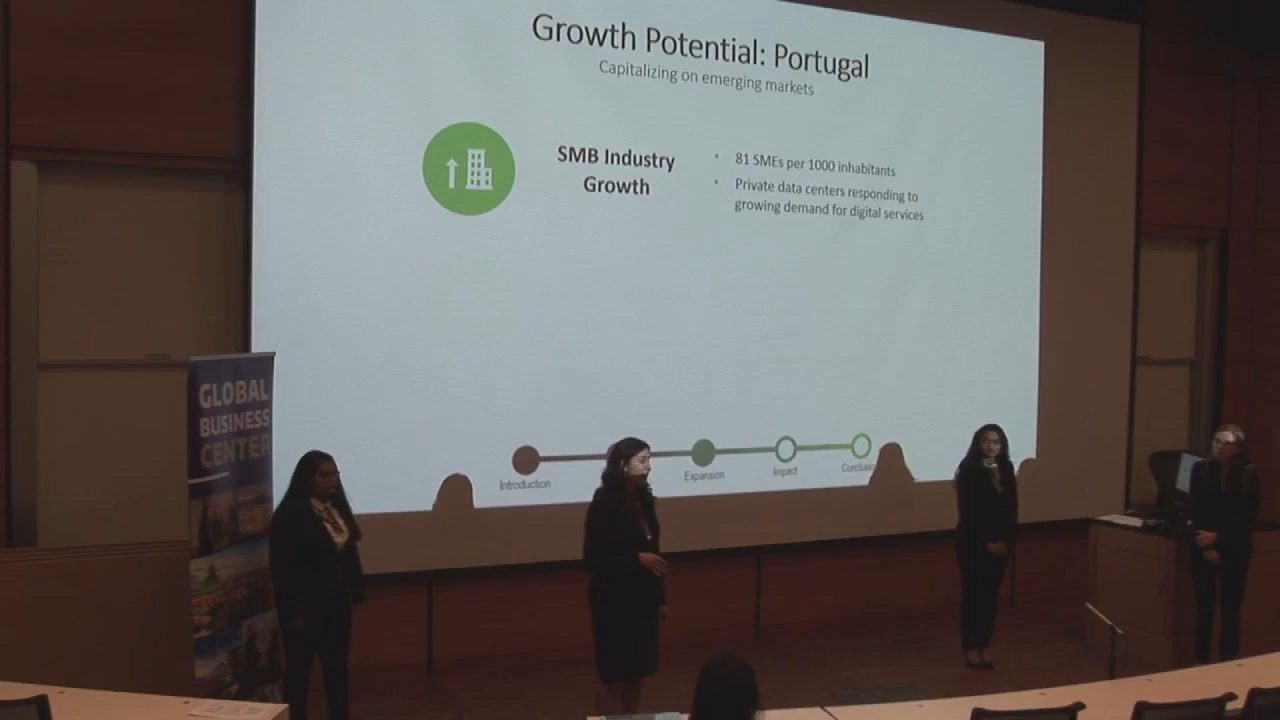 Growth Potential: Portugal
Capitalizing on emerging markets
SMB Industry
Growth
• 81 SMEs per 1000 inhabitants
• Private data centers responding to
growing demand for digital services
Introduction
Expansion
Impact
Conclusio
GLOBAL
BUSINESS
CENTER